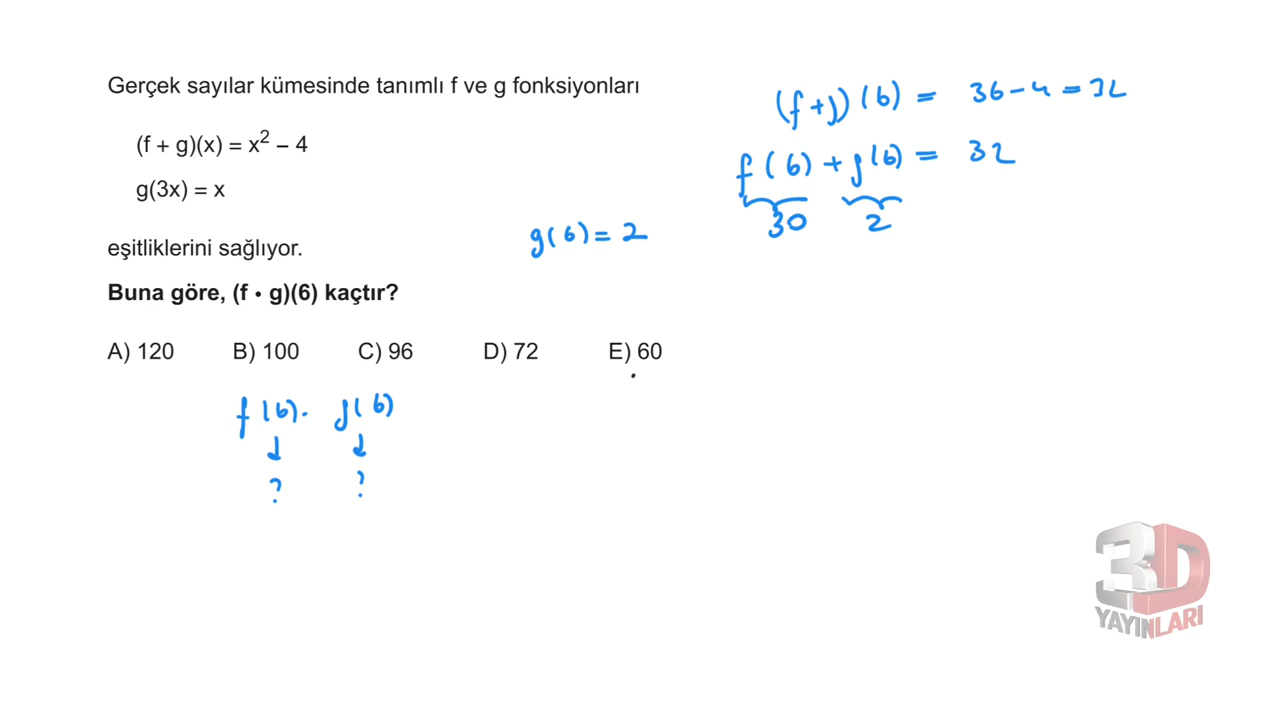 Gerçek sayılar kümesinde tanımlı f ve g fonksiyonları
(f + g)(x) = x² – 4
g(3x) = x
eşitliklerini sağlıyor.
Buna göre, (f • g)(6) kaçtır?
A) 120 B) 100 C) 96 D) 72 E) 60
g(6) = 2
(f+g)(6) = 36-4=32
f(6)+g(6) = 32
30 2
f(6). g(6)
↓ ↓
? ?
3D
YAYINLARI